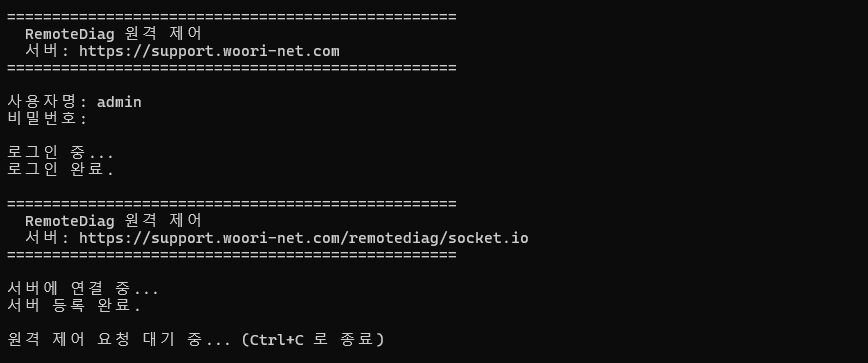 ==================================================
RemoteDiag 원격 제어
서버: https://support.woori-net.com
==================================================
사용자명: admin
비밀번호:
로그인 중...
로그인 완료.
==================================================
RemoteDiag 원격 제어
서버: https://support.woori-net.com/remotediag/socket.io
==================================================
서버에 연결 중...
서버 등록 완료.
원격 제어 요청 대기 중... (Ctrl+C 로 종료)